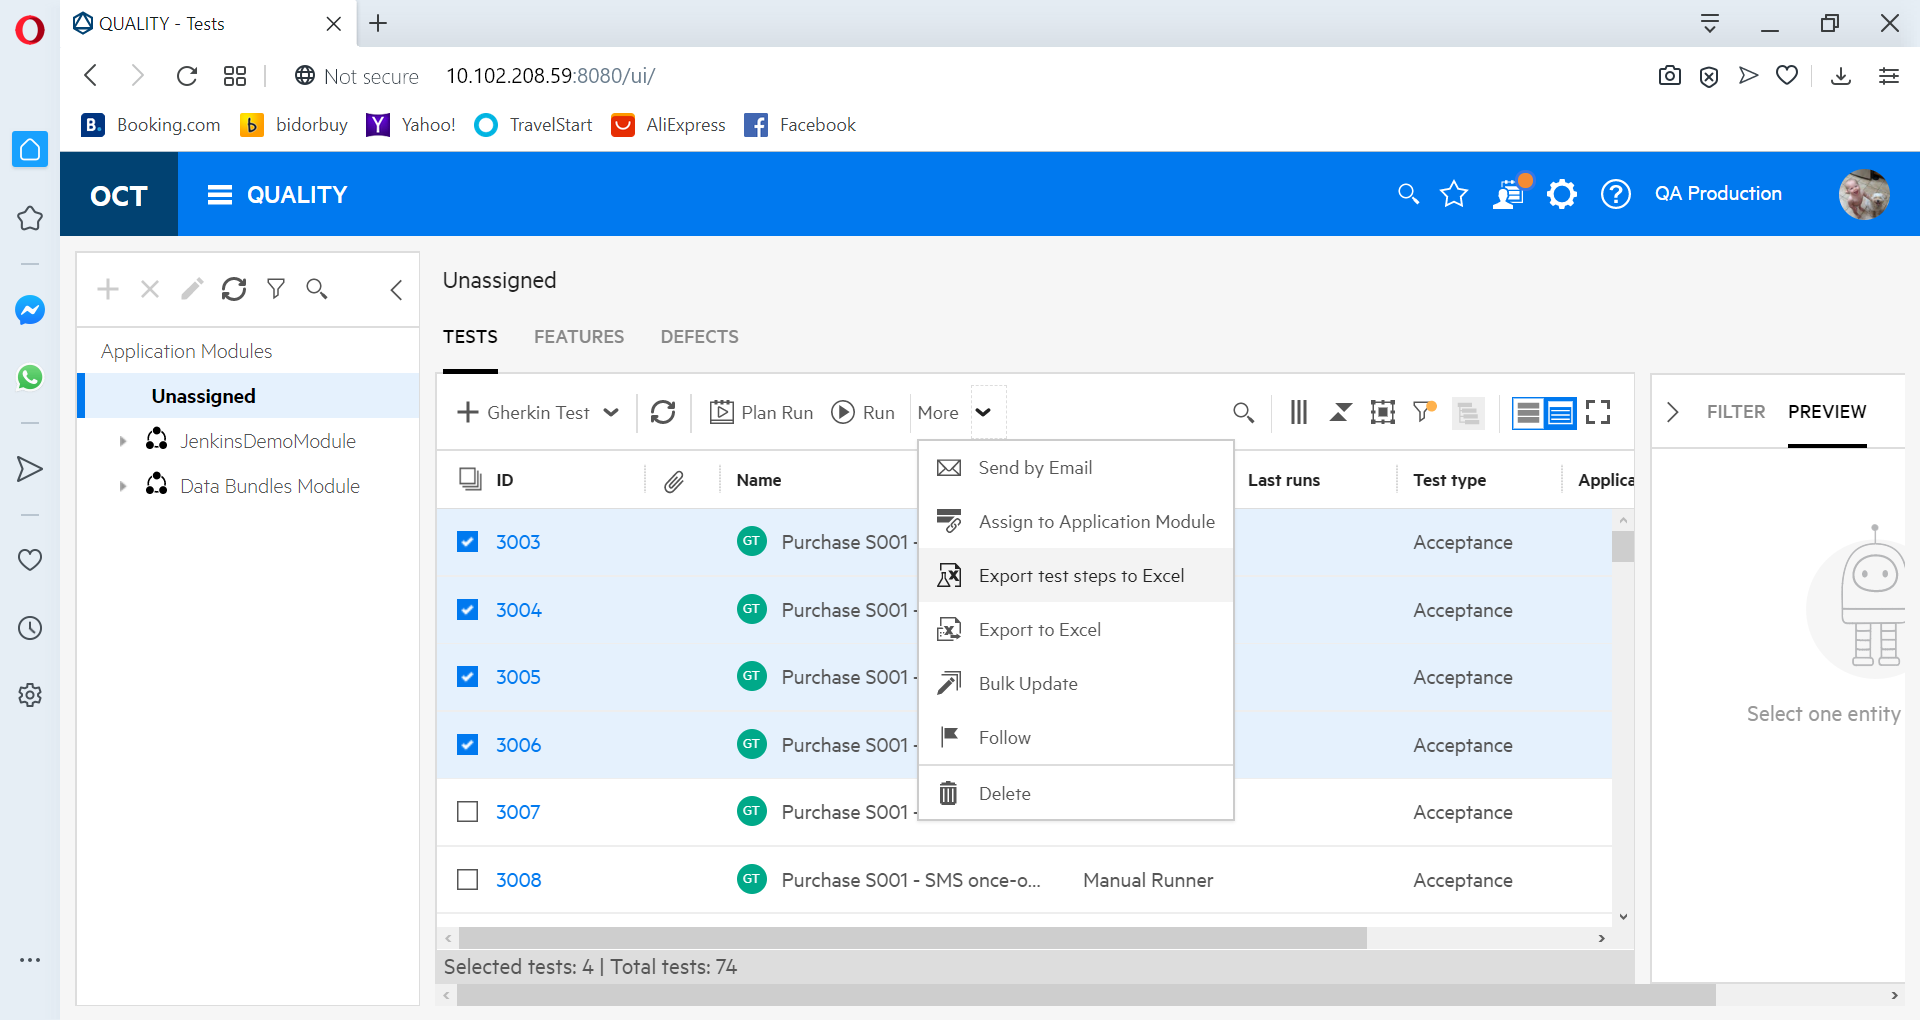 QUALITY - Tests
Not secure 10.102.208.59:8080/ui/
B. Booking.com b bidorbuy Y Yahoo! TravelStart AliExpress f Facebook
OCT QUALITY QA Production
Unassigned
TESTS FEATURES DEFECTS
Application Modules
Unassigned
JenkinsDemoModule
Data Bundles Module
Gherkin Test Plan Run Run More
FILTER PREVIEW
Send by Email
Assign to Application Module
Export test steps to Excel
Export to Excel
Bulk Update
Follow
Delete
ID Name Last runs Test type Applica
3003 GT Purchase S001 - Acceptance
3004 GT Purchase S001 - Acceptance
3005 GT Purchase S001 - Acceptance
3006 GT Purchase S001 - Acceptance
3007 GT Purchase S001 - Acceptance
3008 GT Purchase S001 - SMS once-o... Manual Runner Acceptance
Select one entity
Selected tests: 4 | Total tests: 74